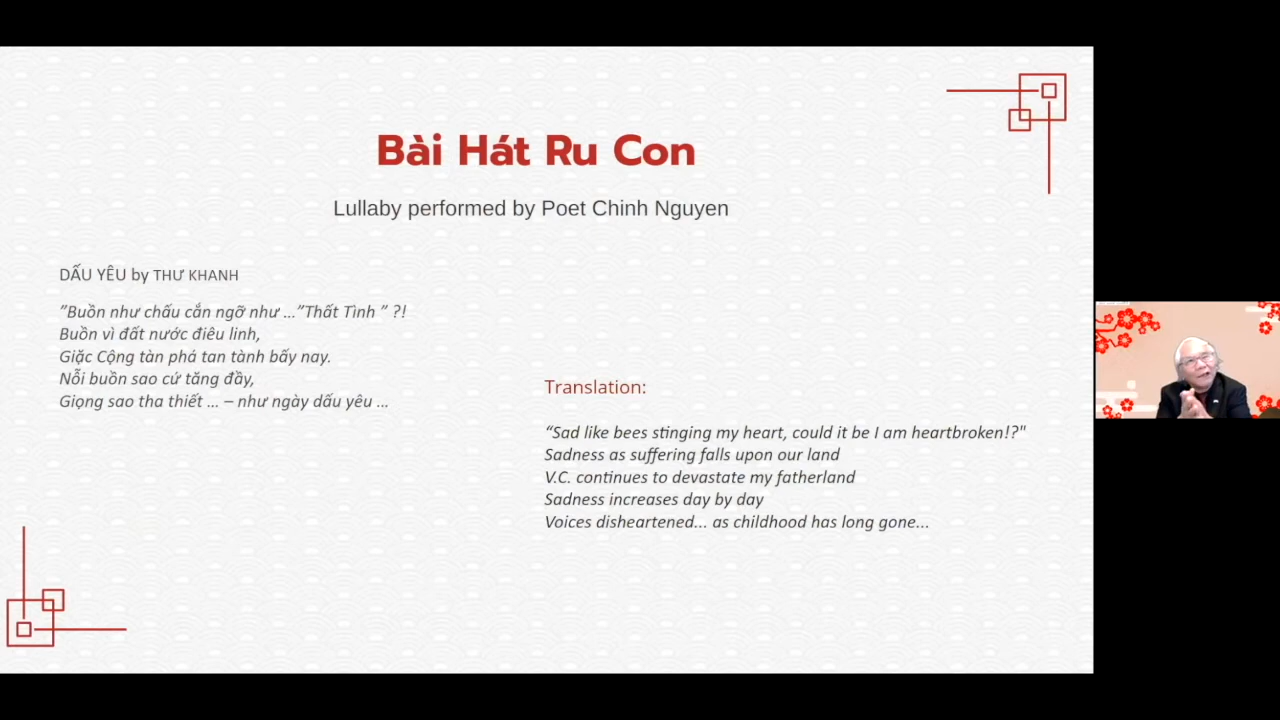 Bài Hát Ru Con
Lullaby performed by Poet Chinh Nguyen
DẤU YÊU by THƯ KHANH
”Buồn như chấu cắn ngỡ như ...”Thất Tình ” ?!
Buồn vì đất nước điêu linh,
Giặc Cộng tàn phá tan tành bấy nay.
Nỗi buồn sao cứ tăng đầy,
Giọng sao tha thiết ... – như ngày dấu yêu ...
Translation:
“Sad like bees stinging my heart, could it be I am heartbroken!?"
Sadness as suffering falls upon our land
V.C. continues to devastate my fatherland
Sadness increases day by day
Voices disheartened... as childhood has long gone...